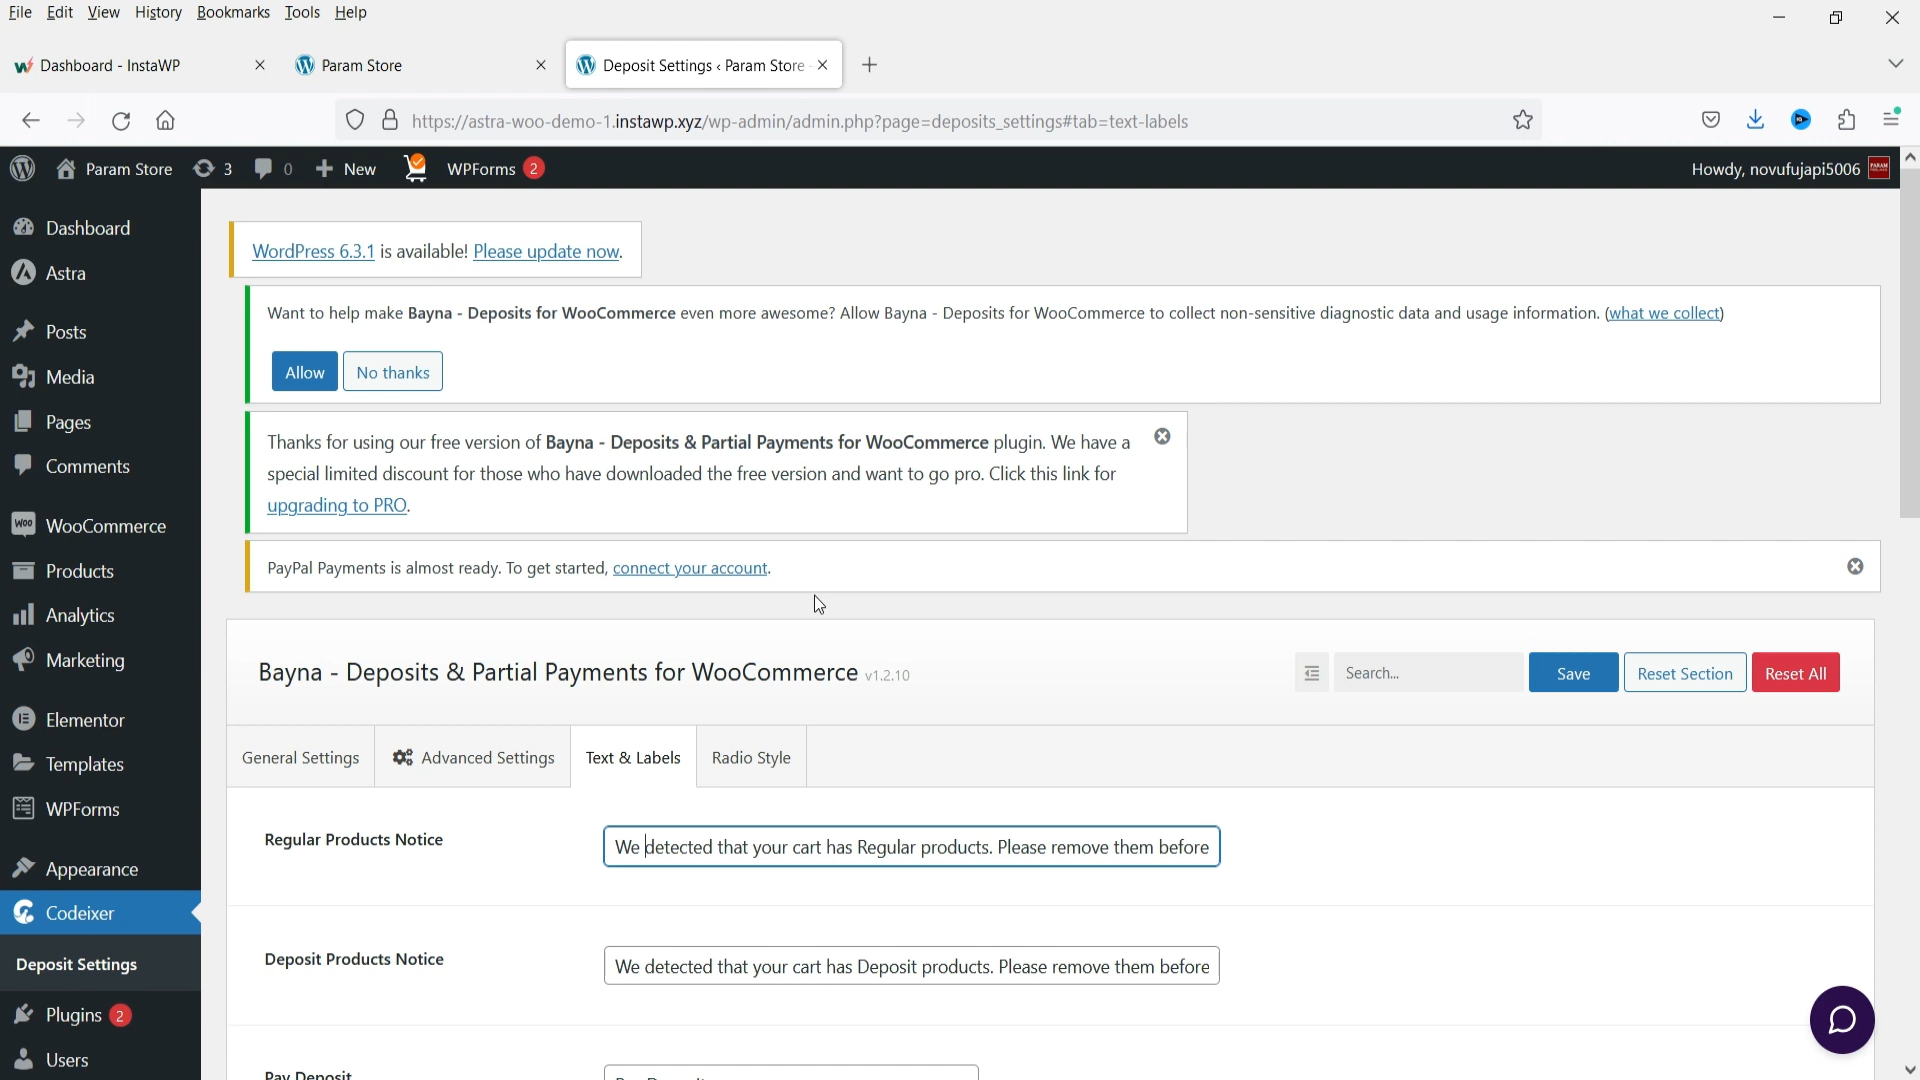 File Edit View History Bookmarks Tools Help
Dashboard - InstaWP
Param Store
Deposit Settings ‹ Param Store
https://astra-woo-demo-1.instawp.xyz/wp-admin/admin.php?page=deposits_settings#tab=text-labels
Param Store 3 0 New WPForms 2
Howdy, novufujapi5006
Dashboard
Astra
Posts
Media
Pages
Comments
WooCommerce
Products
Analytics
Marketing
Elementor
Templates
WPForms
Appearance
Codeixer
Deposit Settings
Plugins 2
Users
WordPress 6.3.1 is available! Please update now.
Want to help make Bayna - Deposits for WooCommerce even more awesome? Allow Bayna - Deposits for WooCommerce to collect non-sensitive diagnostic data and usage information. (what we collect)
Allow No thanks
Thanks for using our free version of Bayna - Deposits & Partial Payments for WooCommerce plugin. We have a
special limited discount for those who have downloaded the free version and want to go pro. Click this link for
upgrading to PRO.
PayPal Payments is almost ready. To get started, connect your account.
Bayna - Deposits & Partial Payments for WooCommerce v1.2.10
Search... Save Reset Section Reset All
General Settings Advanced Settings Text & Labels Radio Style
Regular Products Notice
We detected that your cart has Regular products. Please remove them before
Deposit Products Notice
We detected that your cart has Deposit products. Please remove them before
Pay Deposit